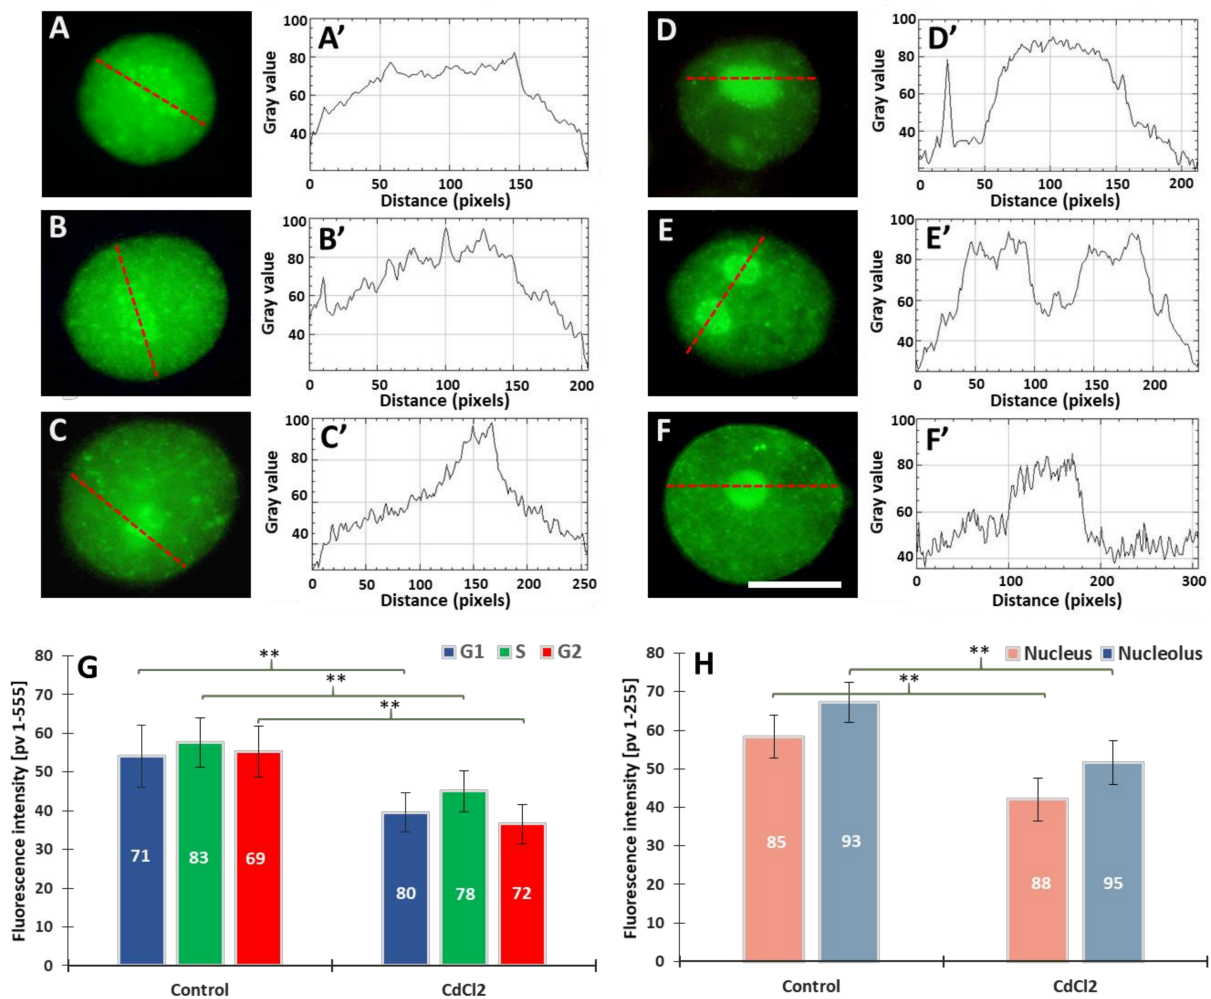 A
A’
100
80
60
40
Gray value
0
50
100
150
Distance (pixels)
D
D’
100
80
60
40
Gray value
0
50
100
150
200
Distance (pixels)
B
B’
100
80
60
40
Gray value
0
50
100
150
200
Distance (pixels)
E
E’
100
80
60
40
Gray value
0
50
100
150
200
Distance (pixels)
C
C’
100
80
60
40
Gray value
0
50
100
150
200
250
Distance (pixels)
F
F’
100
80
60
40
Gray value
0
100
200
300
Distance (pixels)
G
G1 S G2
** 
**
**
Fluorescence intensity [pv 1-555]
80
70
60
50
40
30
20
10
0
71 83 69 80 78 72
Control CdCl2
H
Nucleus Nucleolus
**
**
Fluorescence intensity [pv 1-255]
80
70
60
50
40
30
20
10
0
85 93 88 95
Control CdCl2